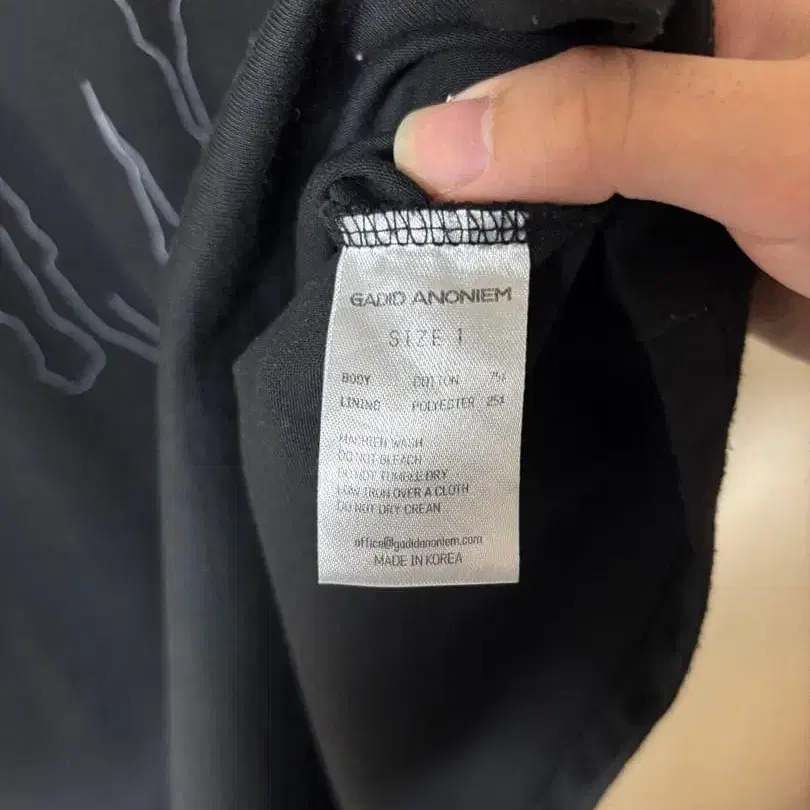 GADID ANONIEM
SIZE 1
BODY COTTON 75%
LINING POLYESTER 25%
MACHIEN WASH
DO NOT BLEACH
DO NOT TUMBLE DRY
LOW IRON OVER A CLOTH
DO NOT DRY CREAN
office@gadidanoniem.com
MADE IN KOREA